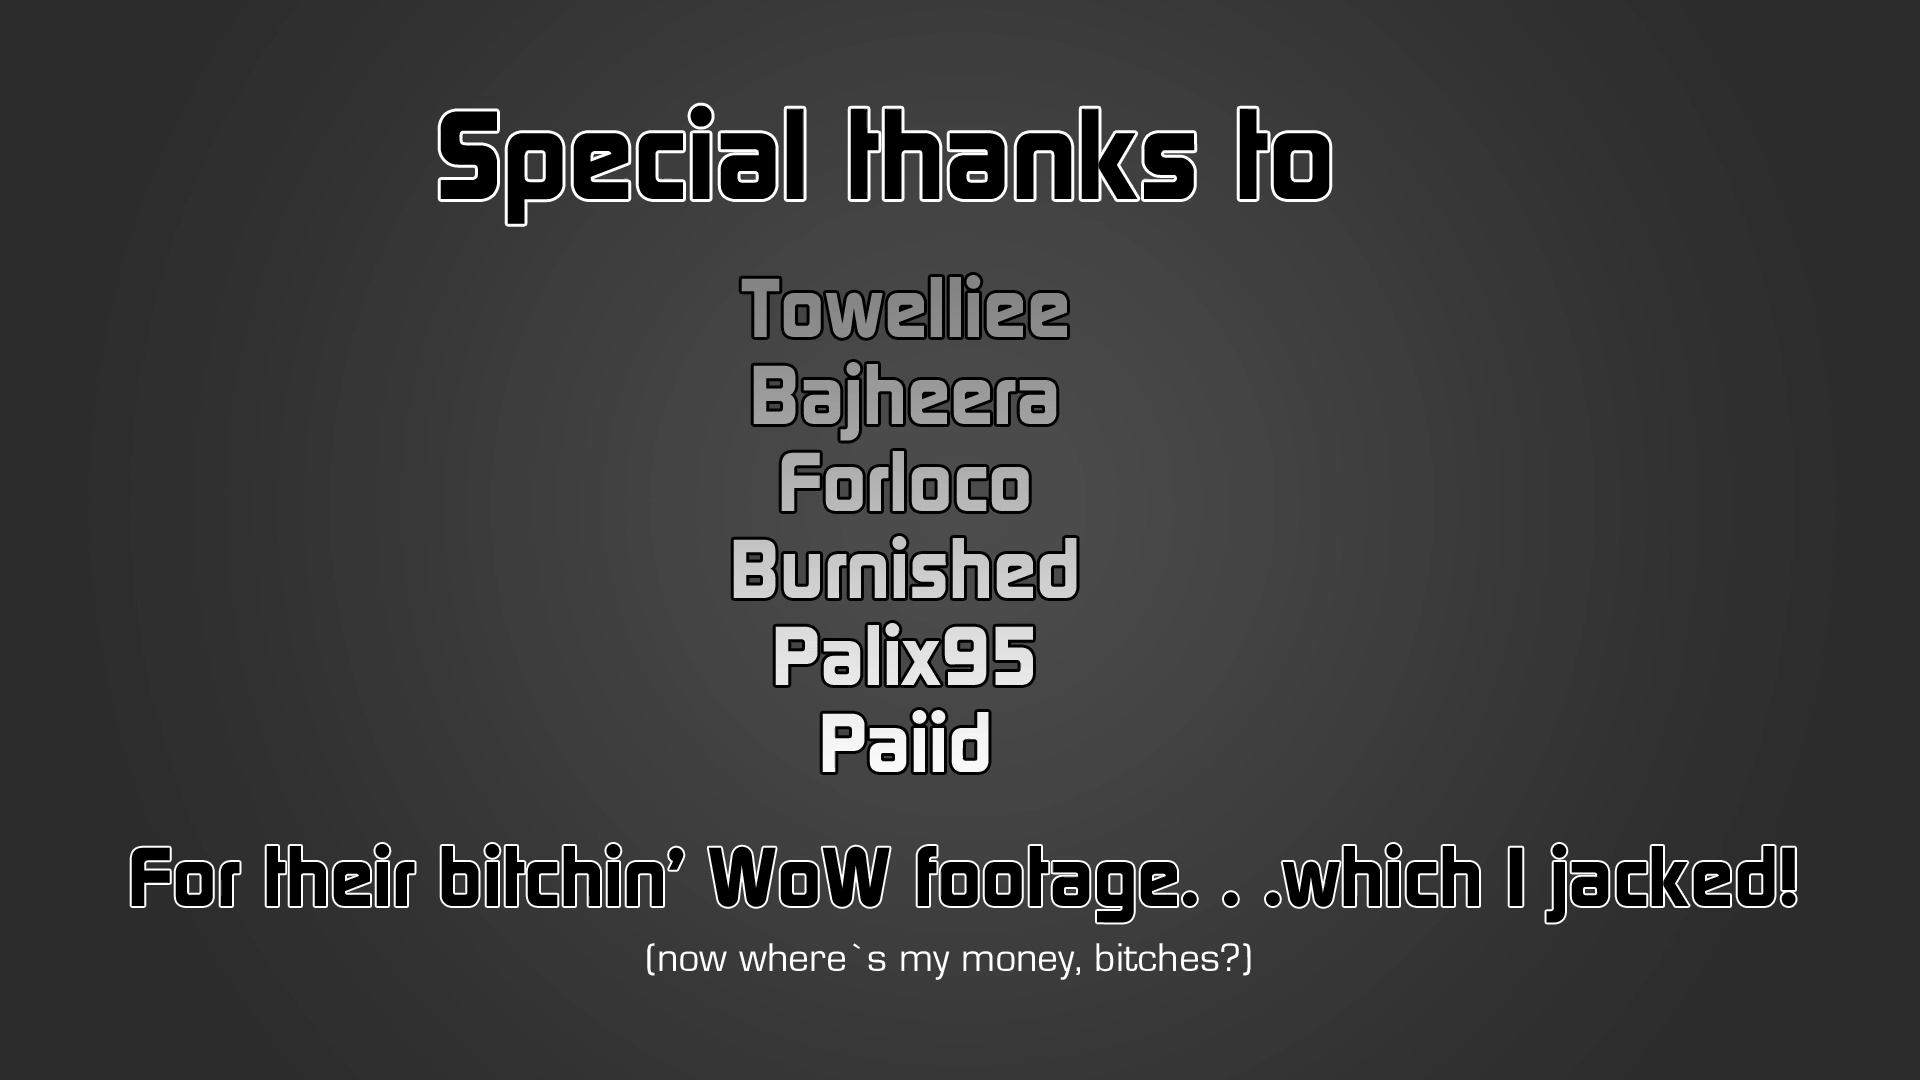 Special thanks to
Towelliee
Bajheera
Forloco
Burnished
Palix95
Paiid
For their bitchin’ WoW footage. . .which I jacked!
(now where`s my money, bitches?)